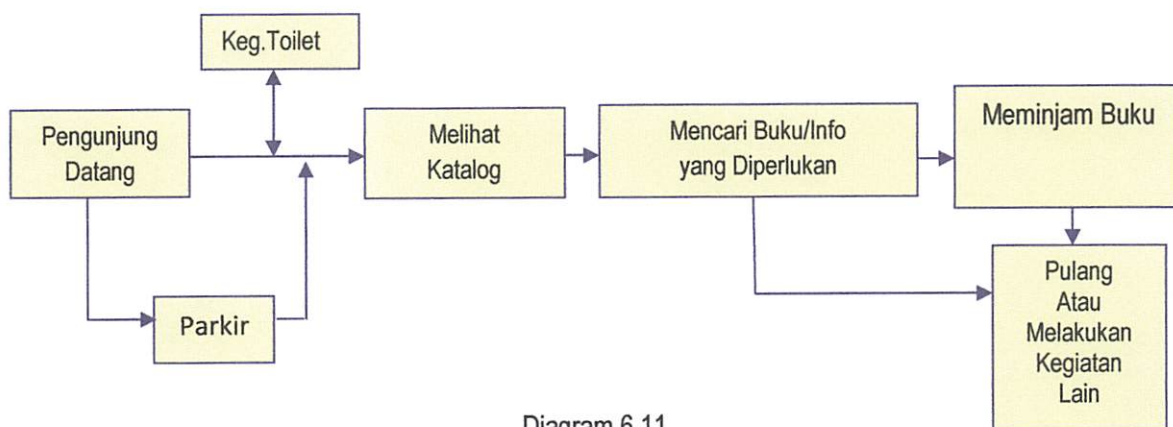 Keg.Toilet
Pengunjung
Datang
Melihat
Katalog
Mencari Buku/Info
yang Diperlukan
Meminjam Buku
Parkir
Pulang
Atau
Melakukan
Kegiatan
Lain
Diagram 6.11